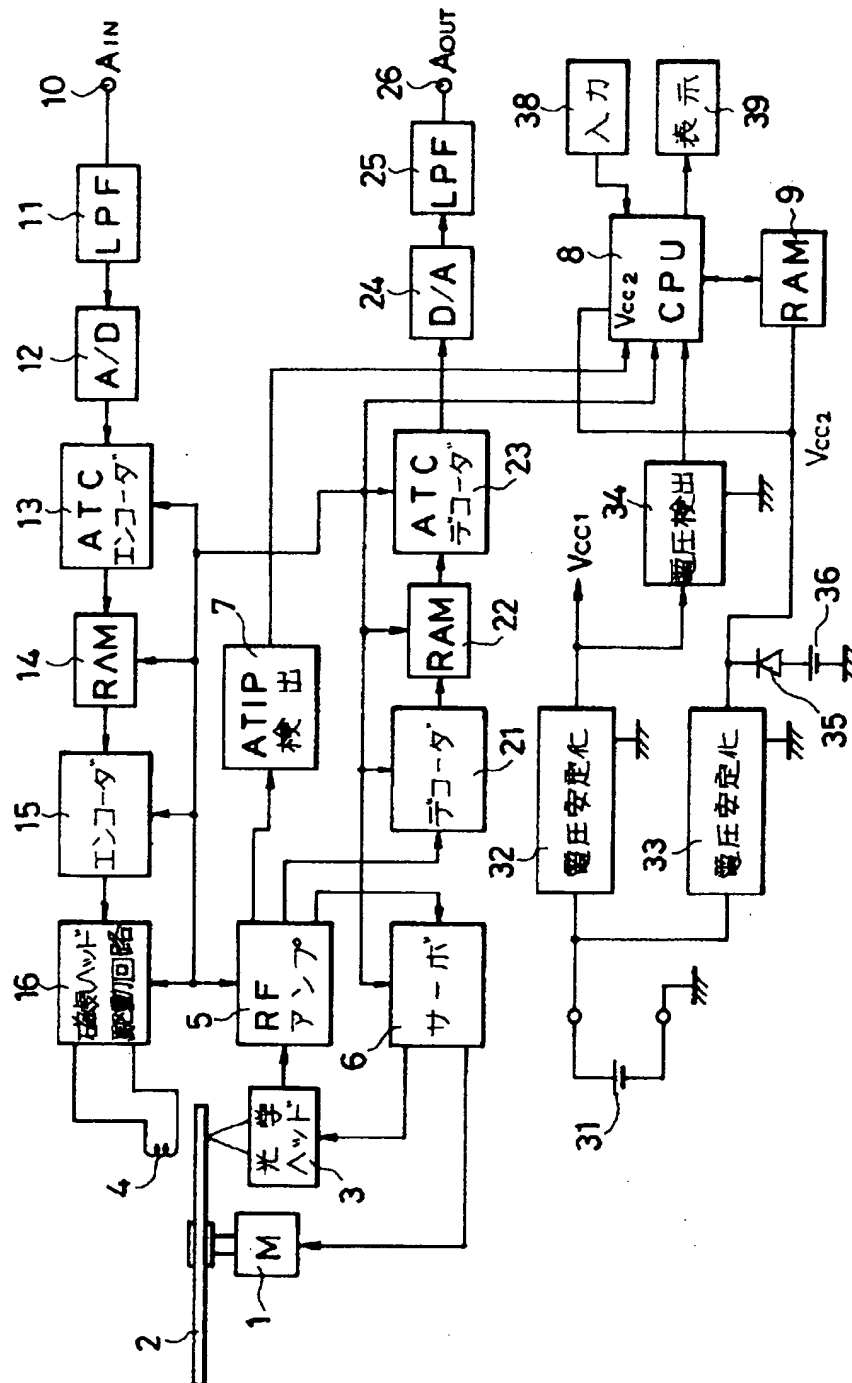 10
AIN
11
LPF
12
A/D
13
ATC
エンコーダ
14
RAM
15
エンコーダ
16
磁気ヘッド
駆動回路
4
2
1
M
3
光学
ヘッド
5
RF
アンプ
6
サーボ
7
ATIP
検出
21
デコーダ
22
RAM
23
ATC
デコーダ
24
D/A
25
LPF
26
AOUT
31
32
電圧安定化
33
電圧安定化
VCC1
34
電圧検出
35
36
VCC2
8
VCC2
CPU
9
RAM
38
入力
39
表示